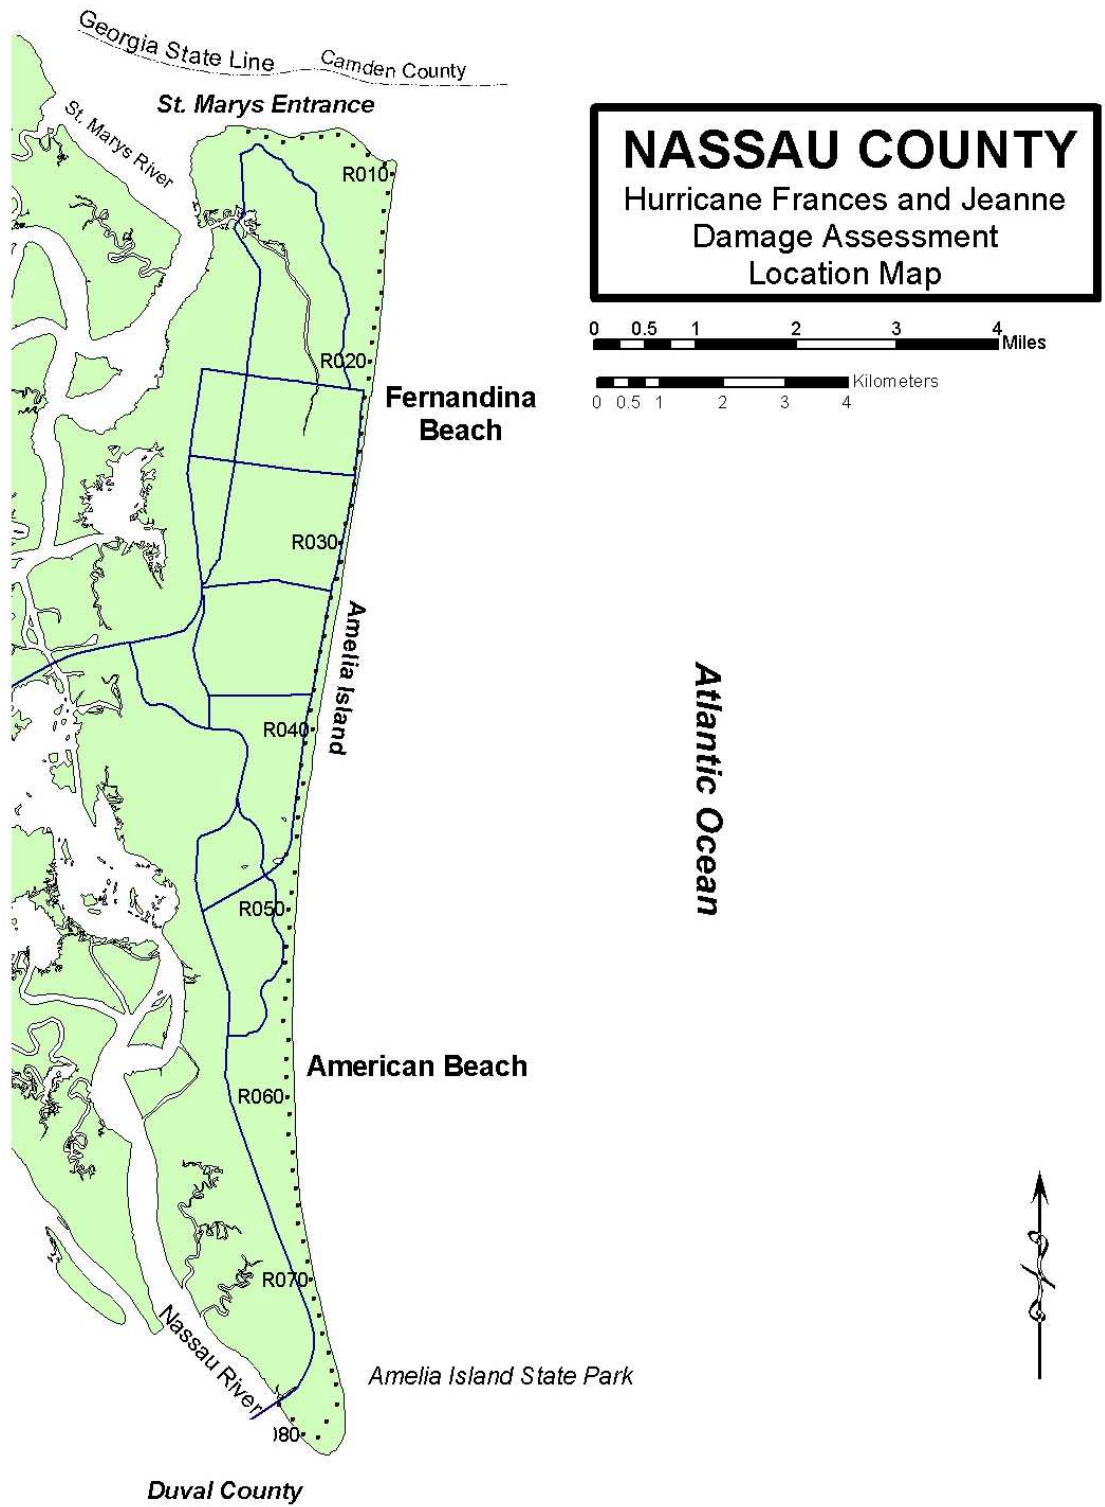 Georgia State Line
Camden County
St. Marys Entrance
St. Marys River
R010
NASSAU COUNTY
Hurricane Frances and Jeanne
Damage Assessment
Location Map
0 0.5 1 2 3 4
Miles
Kilometers
0 0.5 1 2 3 4
R020
Fernandina
Beach
R030
Amelia Island
R040
Atlantic Ocean
R050
American Beach
R060
R070
Nassau River
Amelia Island State Park
80
Duval County